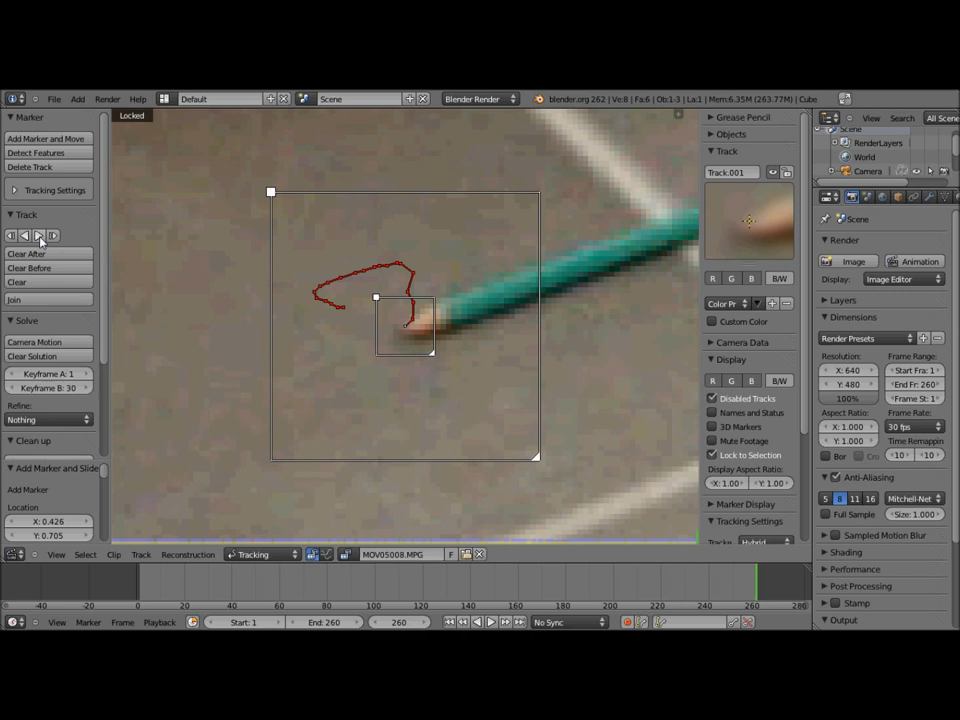 File Add Render Help Default Scene Blender Render blender.org 262 | Ve:8 | Fa:6 | Ob:1-3 | La:1 | Mem:6.35M (263.77M) | Cube
Marker
Add Marker and Move
Detect Features
Delete Track
Tracking Settings
Track
Clear After
Clear Before
Clear
Join
Solve
Camera Motion
Clear Solution
Keyframe A: 1
Keyframe B: 30
Refine:
Nothing
Clean up
Add Marker and Slide
Add Marker
Location
X: 0.426
Y: 0.705
Locked
Grease Pencil
Objects
Track
Track.001
R G B B/W
Color Pr
Custom Color
Camera Data
Display
R G B B/W
Disabled Tracks
Names and Status
3D Markers
Mute Footage
Lock to Selection
Display Aspect Ratio:
X: 1.00 Y: 1.00
Marker Display
Tracking Settings
Hybrid
View Search All Scene
Scene
RenderLayers
World
Camera
Scene
Render
Image Animation
Display: Image Editor
Layers
Dimensions
Render Presets
Resolution: Frame Range:
X: 640 Start Fra: 1
Y: 480 End Fr: 260
100% Frame St: 1
Aspect Ratio: Frame Rate:
X: 1.000 30 fps
Y: 1.000 Time Remappin
Bor Cro 10 10
Anti-Aliasing
5 8 11 16 Mitchell-Net
Full Sample Size: 1.000
Sampled Motion Blur
Shading
Performance
Post Processing
Stamp
Output
View Select Clip Track Reconstruction Tracking MOV05008.MPG F
-40 -20 0 20 40 60 80 100 120 140 160 180 200 220 240 260 280
View Marker Frame Playback Start: 1 End: 260 260 No Sync